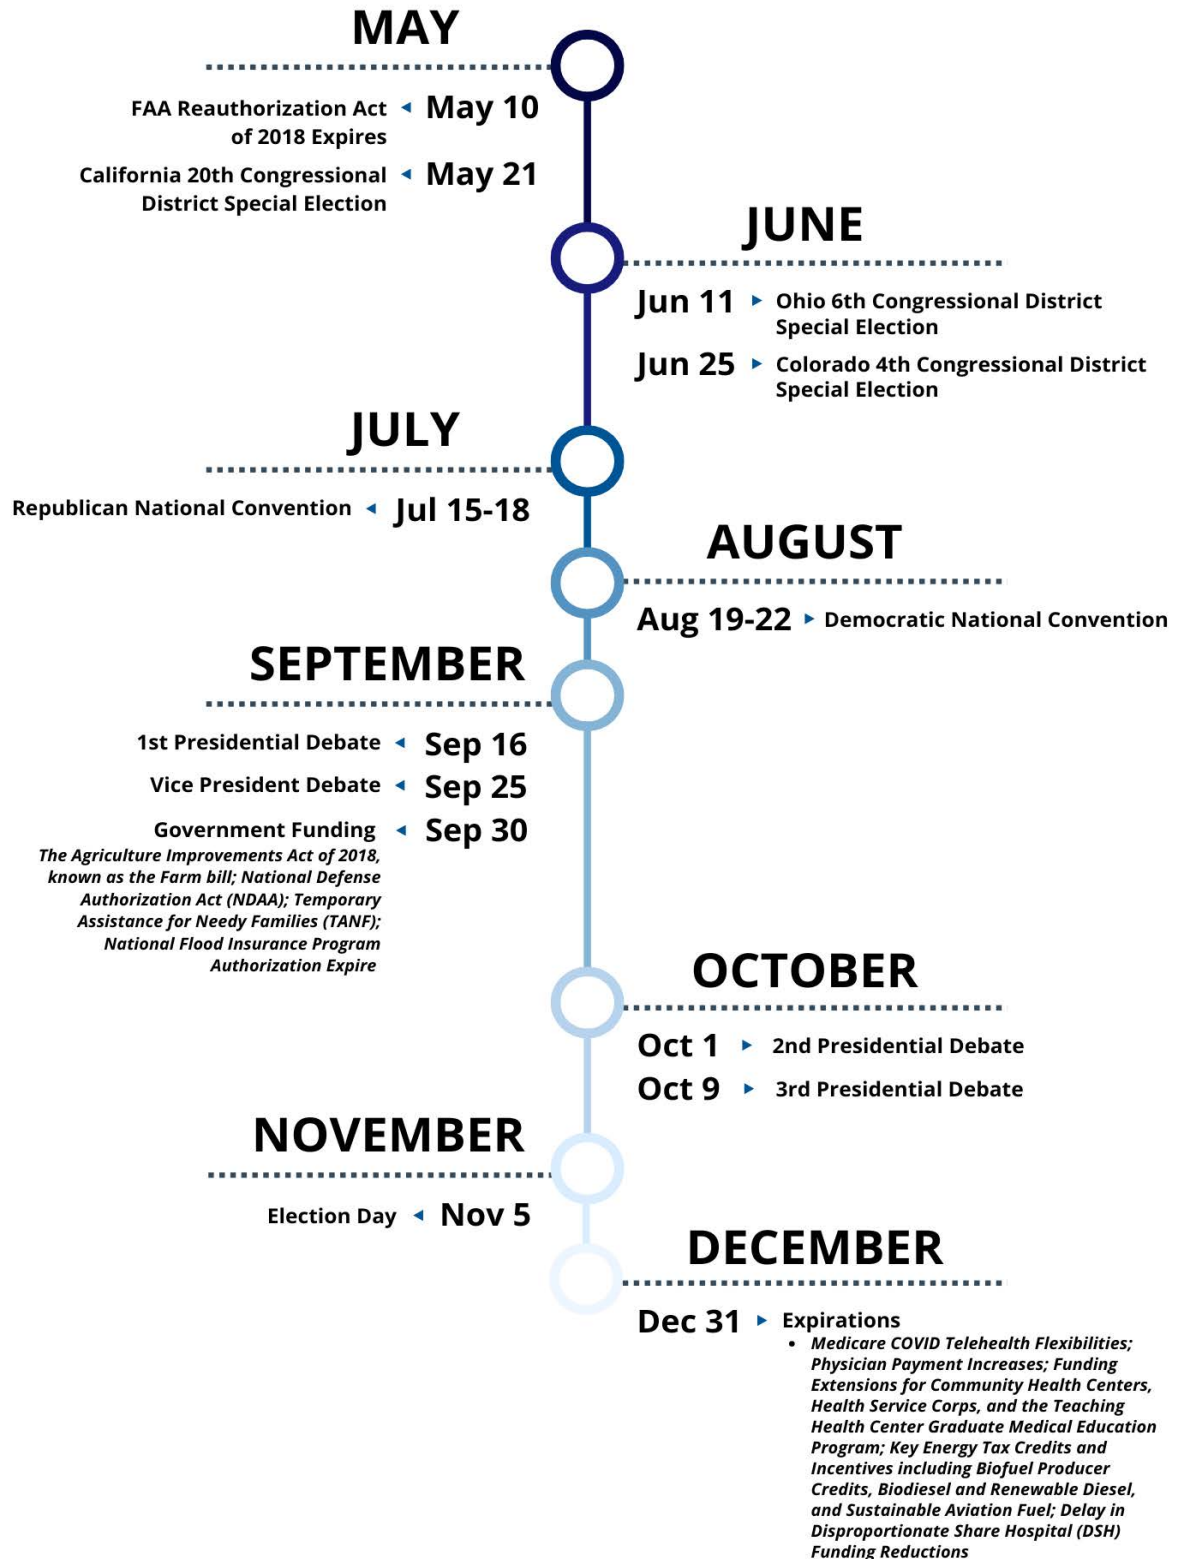 MAY
FAA Reauthorization Act
of 2018 Expires
May 10
California 20th Congressional
District Special Election
May 21
JUNE
Jun 11
Ohio 6th Congressional District
Special Election
Jun 25
Colorado 4th Congressional District
Special Election
JULY
Republican National Convention
Jul 15-18
AUGUST
Aug 19-22
Democratic National Convention
SEPTEMBER
1st Presidential Debate
Sep 16
Vice President Debate
Sep 25
Government Funding
Sep 30
The Agriculture Improvements Act of 2018,
known as the Farm bill; National Defense
Authorization Act (NDAA); Temporary
Assistance for Needy Families (TANF);
National Flood Insurance Program
Authorization Expire
OCTOBER
Oct 1
2nd Presidential Debate
Oct 9
3rd Presidential Debate
NOVEMBER
Election Day
Nov 5
DECEMBER
Dec 31
Expirations
• Medicare COVID Telehealth Flexibilities;
Physician Payment Increases; Funding
Extensions for Community Health Centers,
Health Service Corps, and the Teaching
Health Center Graduate Medical Education
Program; Key Energy Tax Credits and
Incentives including Biofuel Producer
Credits, Biodiesel and Renewable Diesel,
and Sustainable Aviation Fuel; Delay in
Disproportionate Share Hospital (DSH)
Funding Reductions